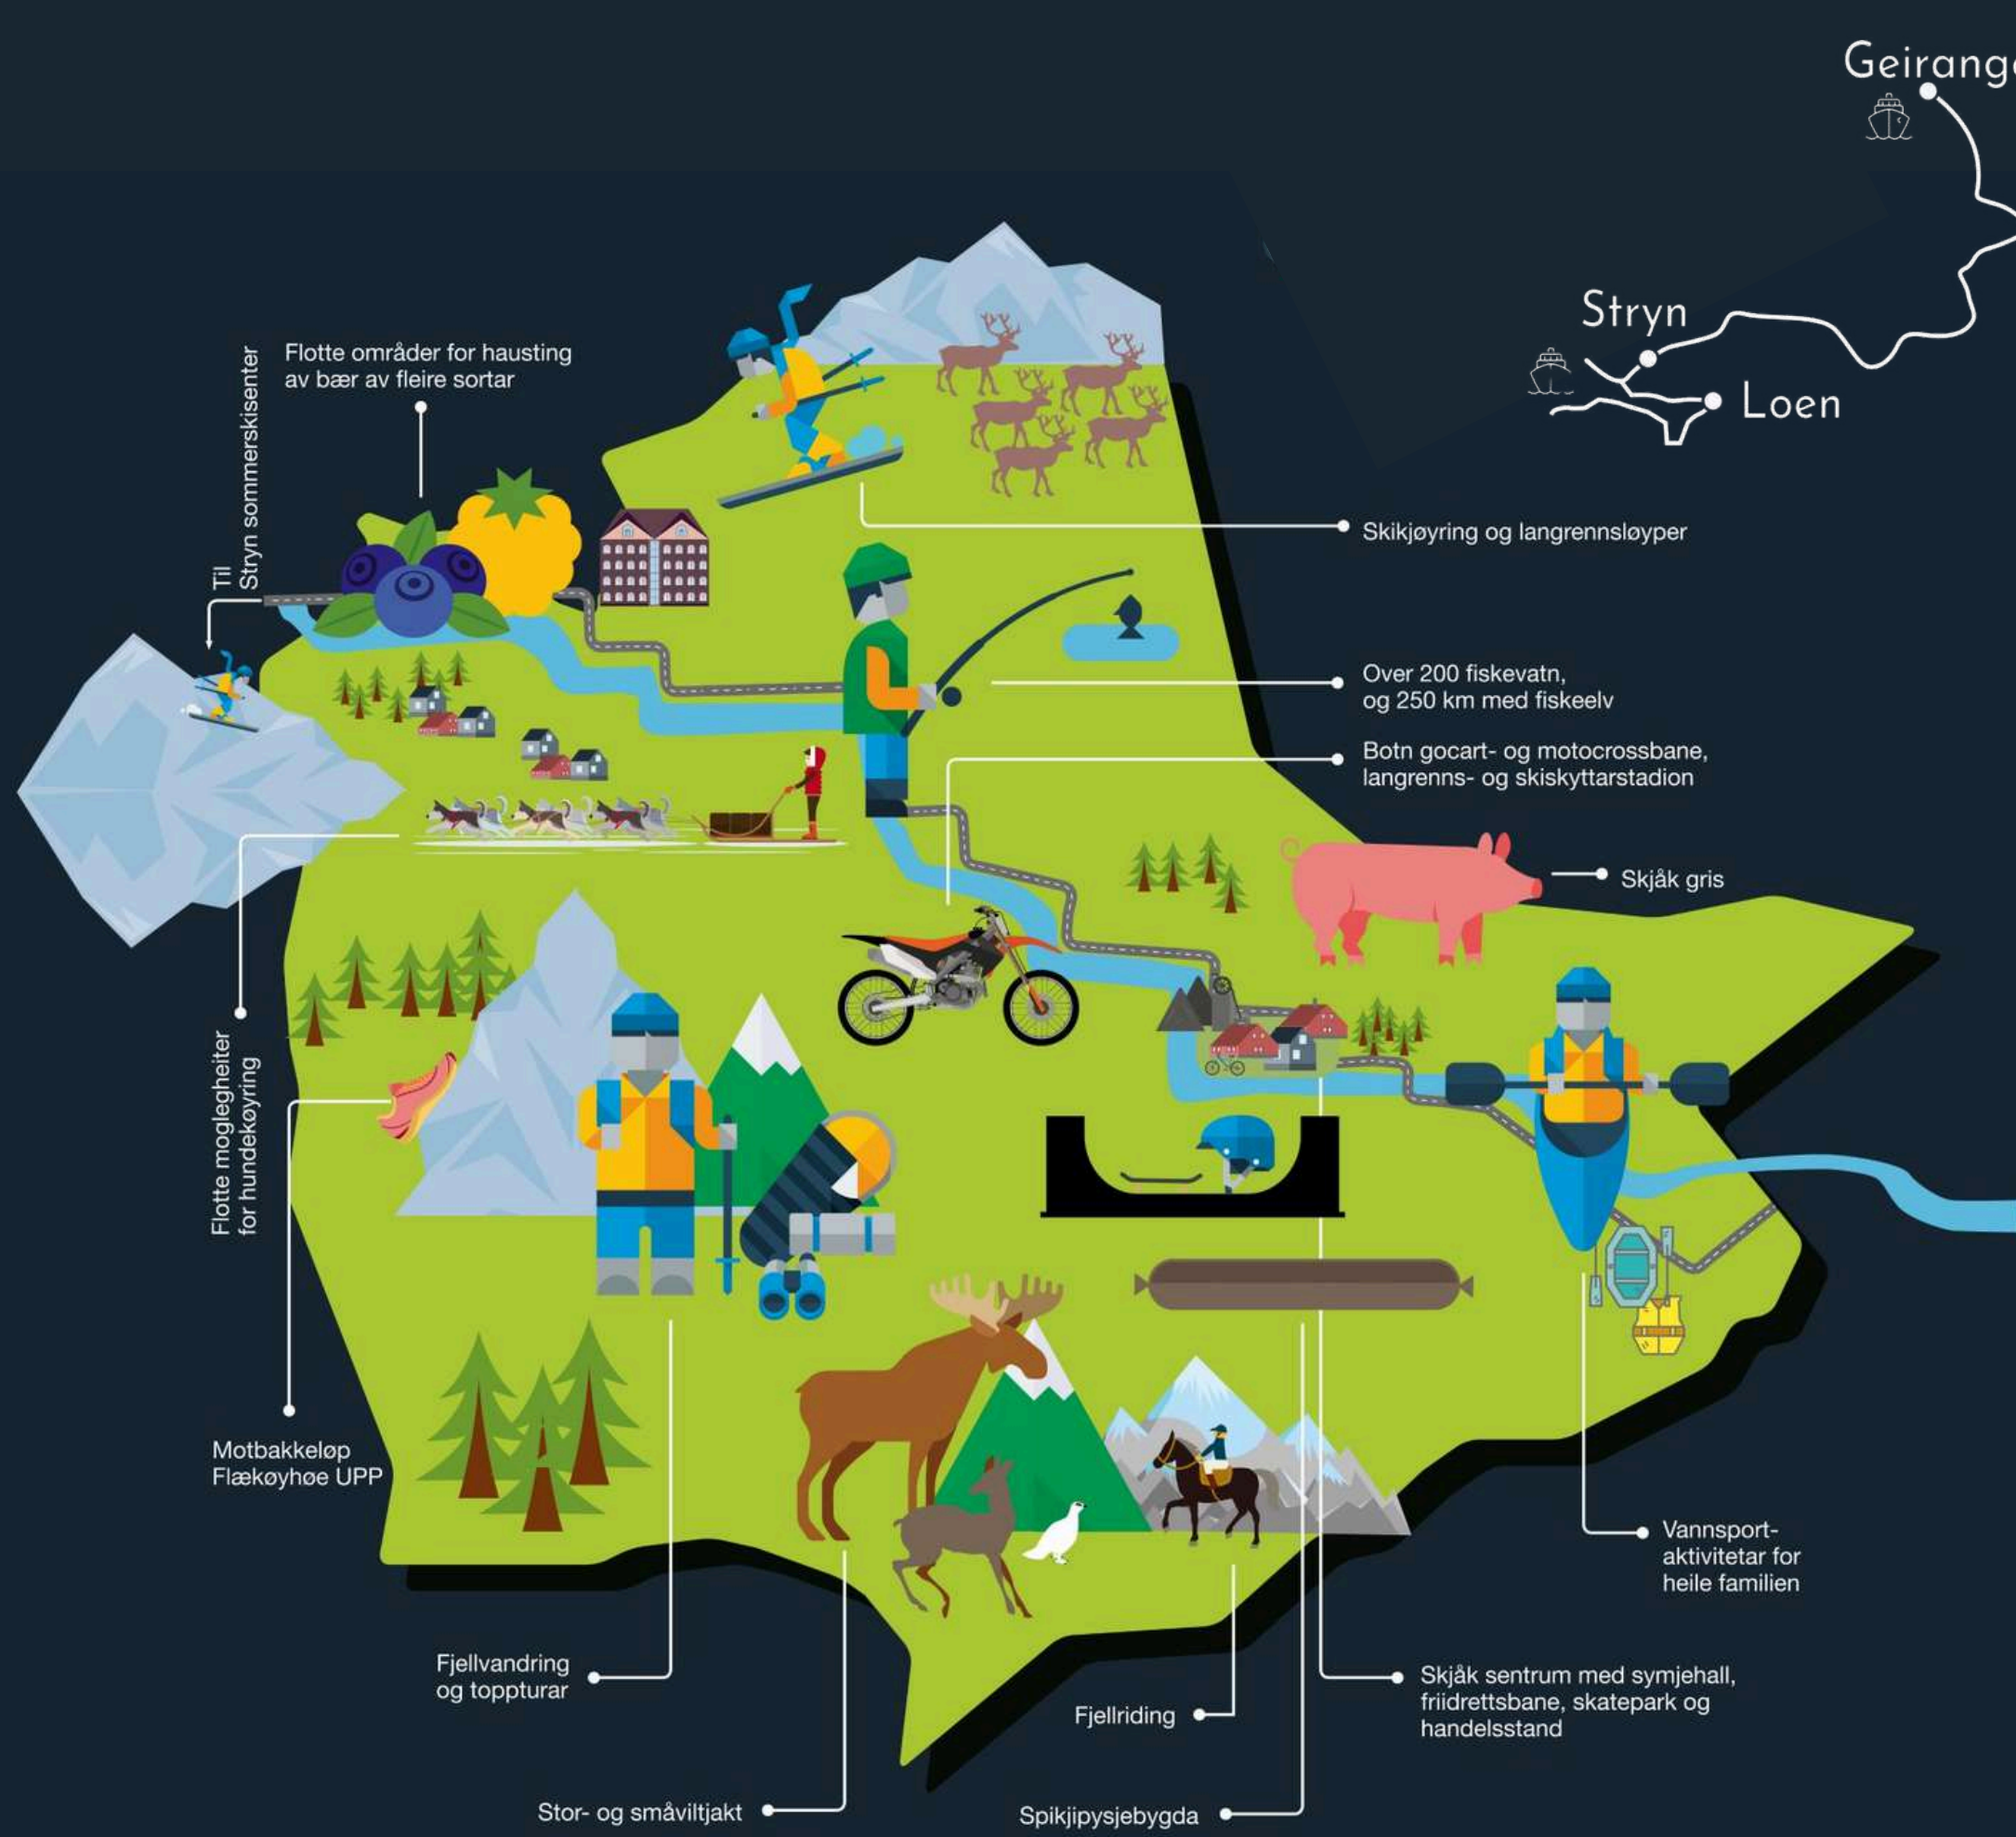 Geirang
Stryn
Loen
Til
Stryn sommerskisenter
Flotte områder for hausting
av bær av fleire sortar
Skikjøyring og langrennsløyper
Over 200 fiskevatn,
og 250 km med fiskeelv
Botn gocart- og motocrossbane,
langrenns- og skiskyttarstadion
Skjåk gris
Flotte moglegheiter
for hundekøyring
Motbakkeløp
Flækøyhøe UPP
Vannsport-
aktivitetar for
heile familien
Fjellvandring
og toppturar
Skjåk sentrum med symjehall,
friidrettsbane, skatepark og
handelsstand
Fjellriding
Stor- og småviltjakt
Spikjipysjebygda